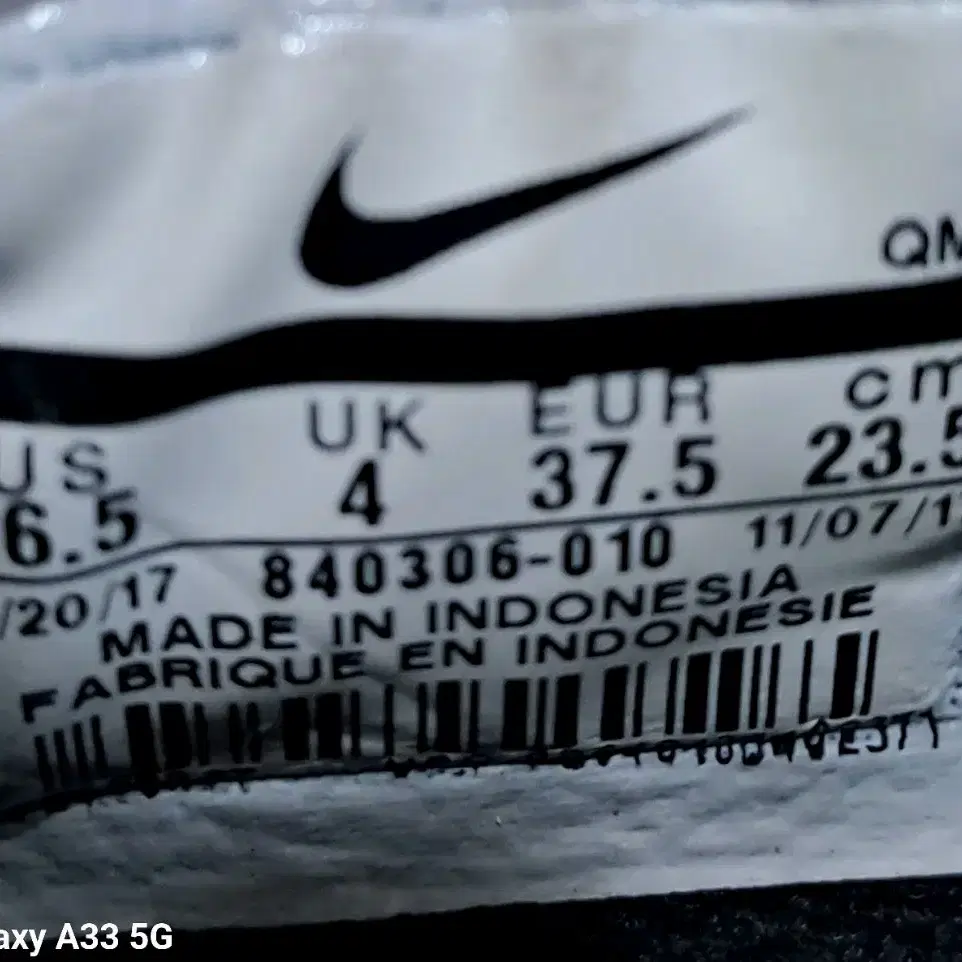 QM
US UK EUR cm
6.5 4 37.5 23.5
/20/17 840306-010 11/07/1
MADE IN INDONESIA
FABRIQUE EN INDONESIE
axy A33 5G